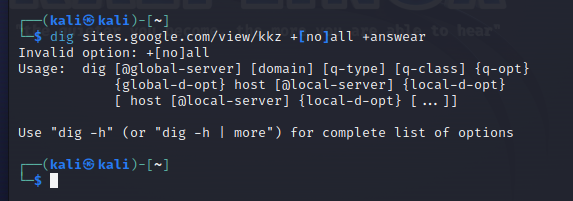 ┌──(kali㉿kali)-[~]
└─$ dig sites.google.com/view/kkz +[no]all +answear
Invalid option: +[no]all
Usage:  dig [@global-server] [domain] [q-type] [q-class] {q-opt}
            {global-d-opt} host [@local-server] {local-d-opt}
            [ host [@local-server] {local-d-opt} [...]]

Use "dig -h" (or "dig -h | more") for complete list of options

┌──(kali㉿kali)-[~]
└─$